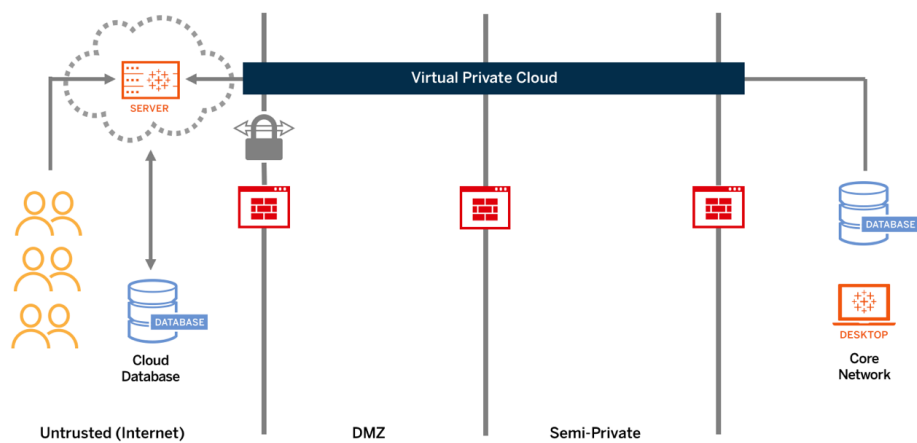 Virtual Private Cloud
SERVER
DATABASE
DATABASE
DESKTOP
Cloud
Database
Core
Network
Untrusted (Internet)
DMZ
Semi-Private